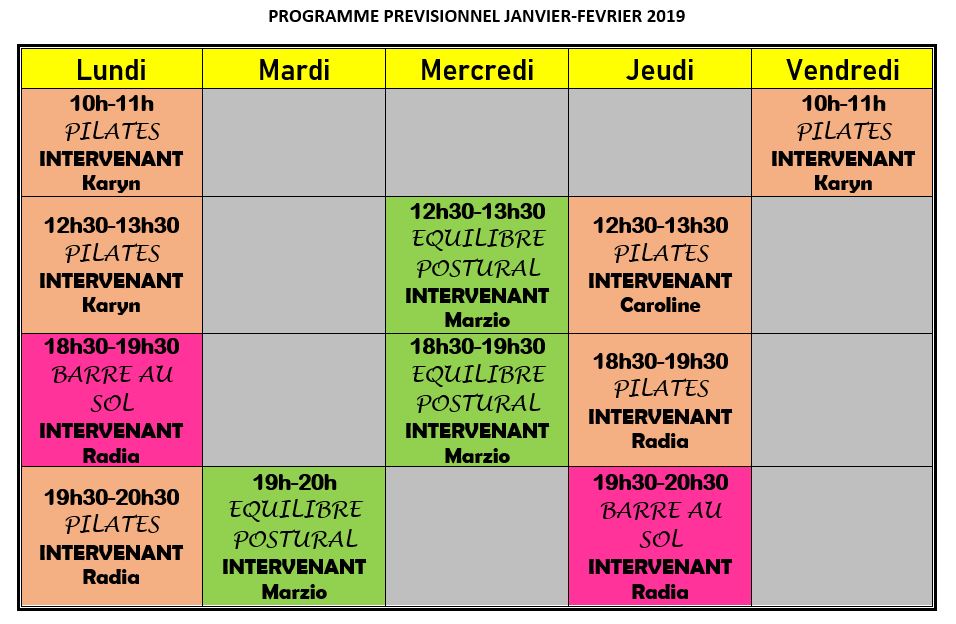 PROGRAMME PREVISIONNEL JANVIER-FEVRIER 2019
Lundi Mardi Mercredi Jeudi Vendredi
10h-11h
PILATES
INTERVENANT
Karyn
10h-11h
PILATES
INTERVENANT
Karyn
12h30-13h30
PILATES
INTERVENANT
Karyn
12h30-13h30
EQUILIBRE
POSTURAL
INTERVENANT
Marzio
12h30-13h30
PILATES
INTERVENANT
Caroline
18h30-19h30
BARRE AU
SOL
INTERVENANT
Radia
18h30-19h30
EQUILIBRE
POSTURAL
INTERVENANT
Marzio
18h30-19h30
PILATES
INTERVENANT
Radia
19h30-20h30
PILATES
INTERVENANT
Radia
19h-20h
EQUILIBRE
POSTURAL
INTERVENANT
Marzio
19h30-20h30
BARRE AU
SOL
INTERVENANT
Radia